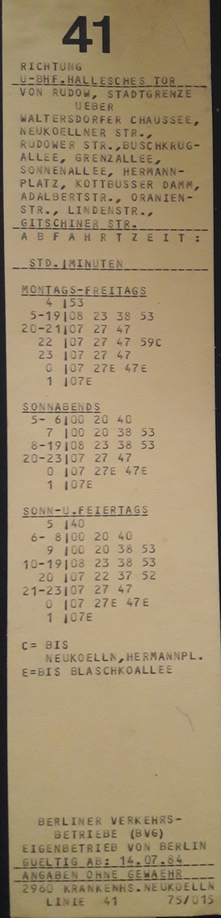 41
RICHTUNG
U-BHF.HALLESCHES TOR
VON RUDOW, STADTGRENZE
UEBER
WALTERSDORFER CHAUSSEE,
NEUKOELLNER STR.,
RUDOWER STR.,BUSCHKRUG-
ALLEE, GRENZALLEE,
SONNENALLEE, HERMANN-
PLATZ, KOTTBUSSER DAMM,
ADALBERTSTR., ORANIEN-
STR., LINDENSTR.,
GITSCHINER STR.
A B F A H R T Z E I T :
STD.|MINUTEN
MONTAGS-FREITAGS
4 |53
5-19|08 23 38 53
20-21|07 27 47
22 |07 27 47 59C
23 |07 27 47
0 |07 27E 47E
1 |07E
SONNABENDS
5- 6|00 20 40
7 |00 20 38 53
8-19|08 23 38 53
20-23|07 27 47
0 |07 27E 47E
1 |07E
SONN-U.FEIERTAGS
5 |40
6- 8|00 20 40
9 |00 20 38 53
10-19|08 23 38 53
20 |07 22 37 52
21-23|07 27 47
0 |07 27E 47E
1 |07E
C= BIS
NEUKOELLN,HERMANNPL.
E=BIS BLASCHKOALLEE
BERLINER VERKEHRS-
BETRIEBE (BVG)
EIGENBETRIEB VON BERLIN
GUELTIG AB: 14.07.84
ANGABEN OHNE GEWAEHR
2960 KRANKENHS.NEUKOELLN
LINIE 41 75/015